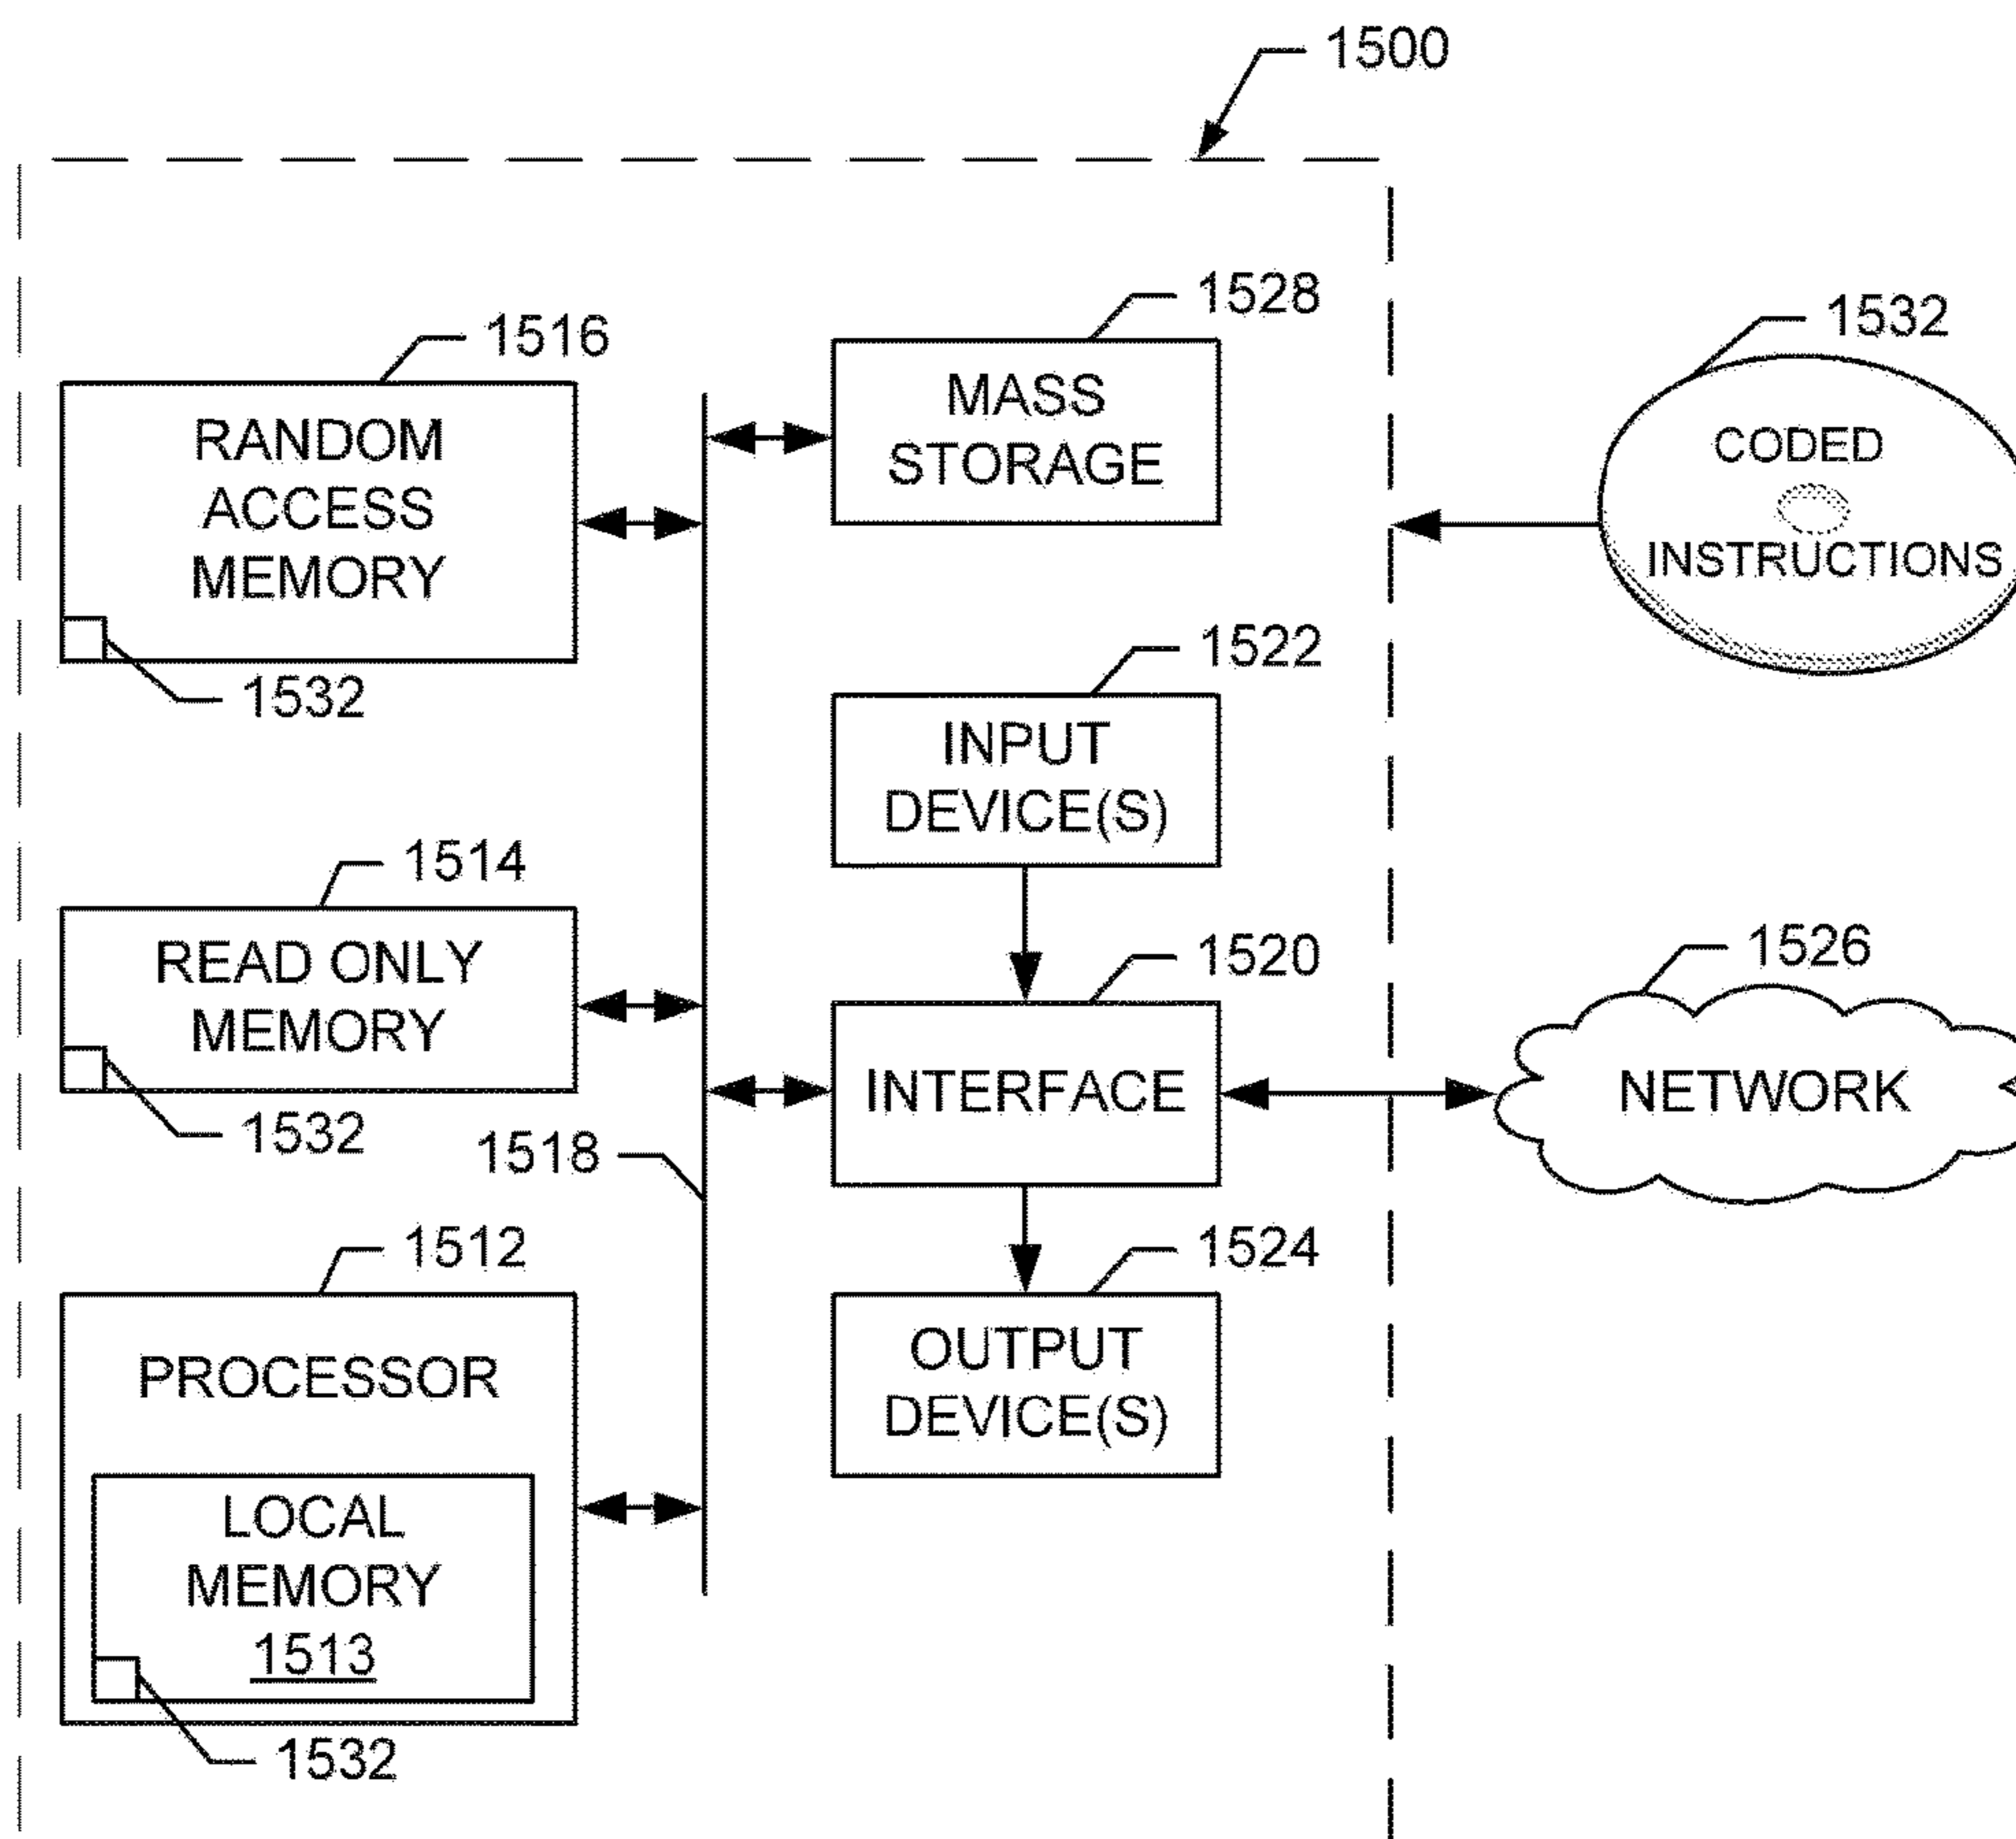 1500
1528
1516
1532
MASS
STORAGE
RANDOM
ACCESS
MEMORY
CODED
INSTRUCTIONS
1532
1522
INPUT
DEVICE(S)
1514
READ ONLY
MEMORY
1532
1520
INTERFACE
1526
NETWORK
1518
1512
PROCESSOR
LOCAL
MEMORY
1513
1532
1524
OUTPUT
DEVICE(S)